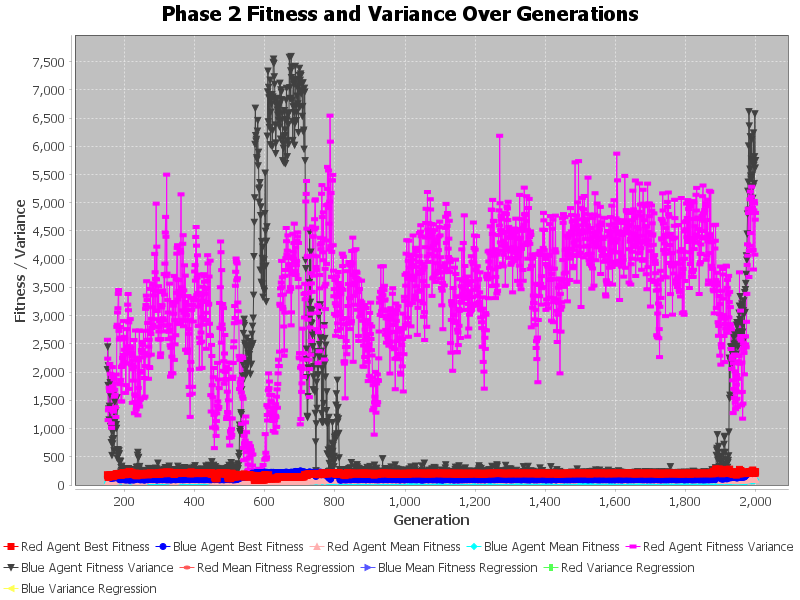 Phase 2 Fitness and Variance Over Generations
Fitness / Variance
7,500
7,000
6,500
6,000
5,500
5,000
4,500
4,000
3,500
3,000
2,500
2,000
1,500
1,000
500
0
200 400 600 800 1,000 1,200 1,400 1,600 1,800 2,000
Generation
Red Agent Best Fitness Blue Agent Best Fitness Red Agent Mean Fitness Blue Agent Mean Fitness Red Agent Fitness Variance
Blue Agent Fitness Variance Red Mean Fitness Regression Blue Mean Fitness Regression Red Variance Regression
Blue Variance Regression